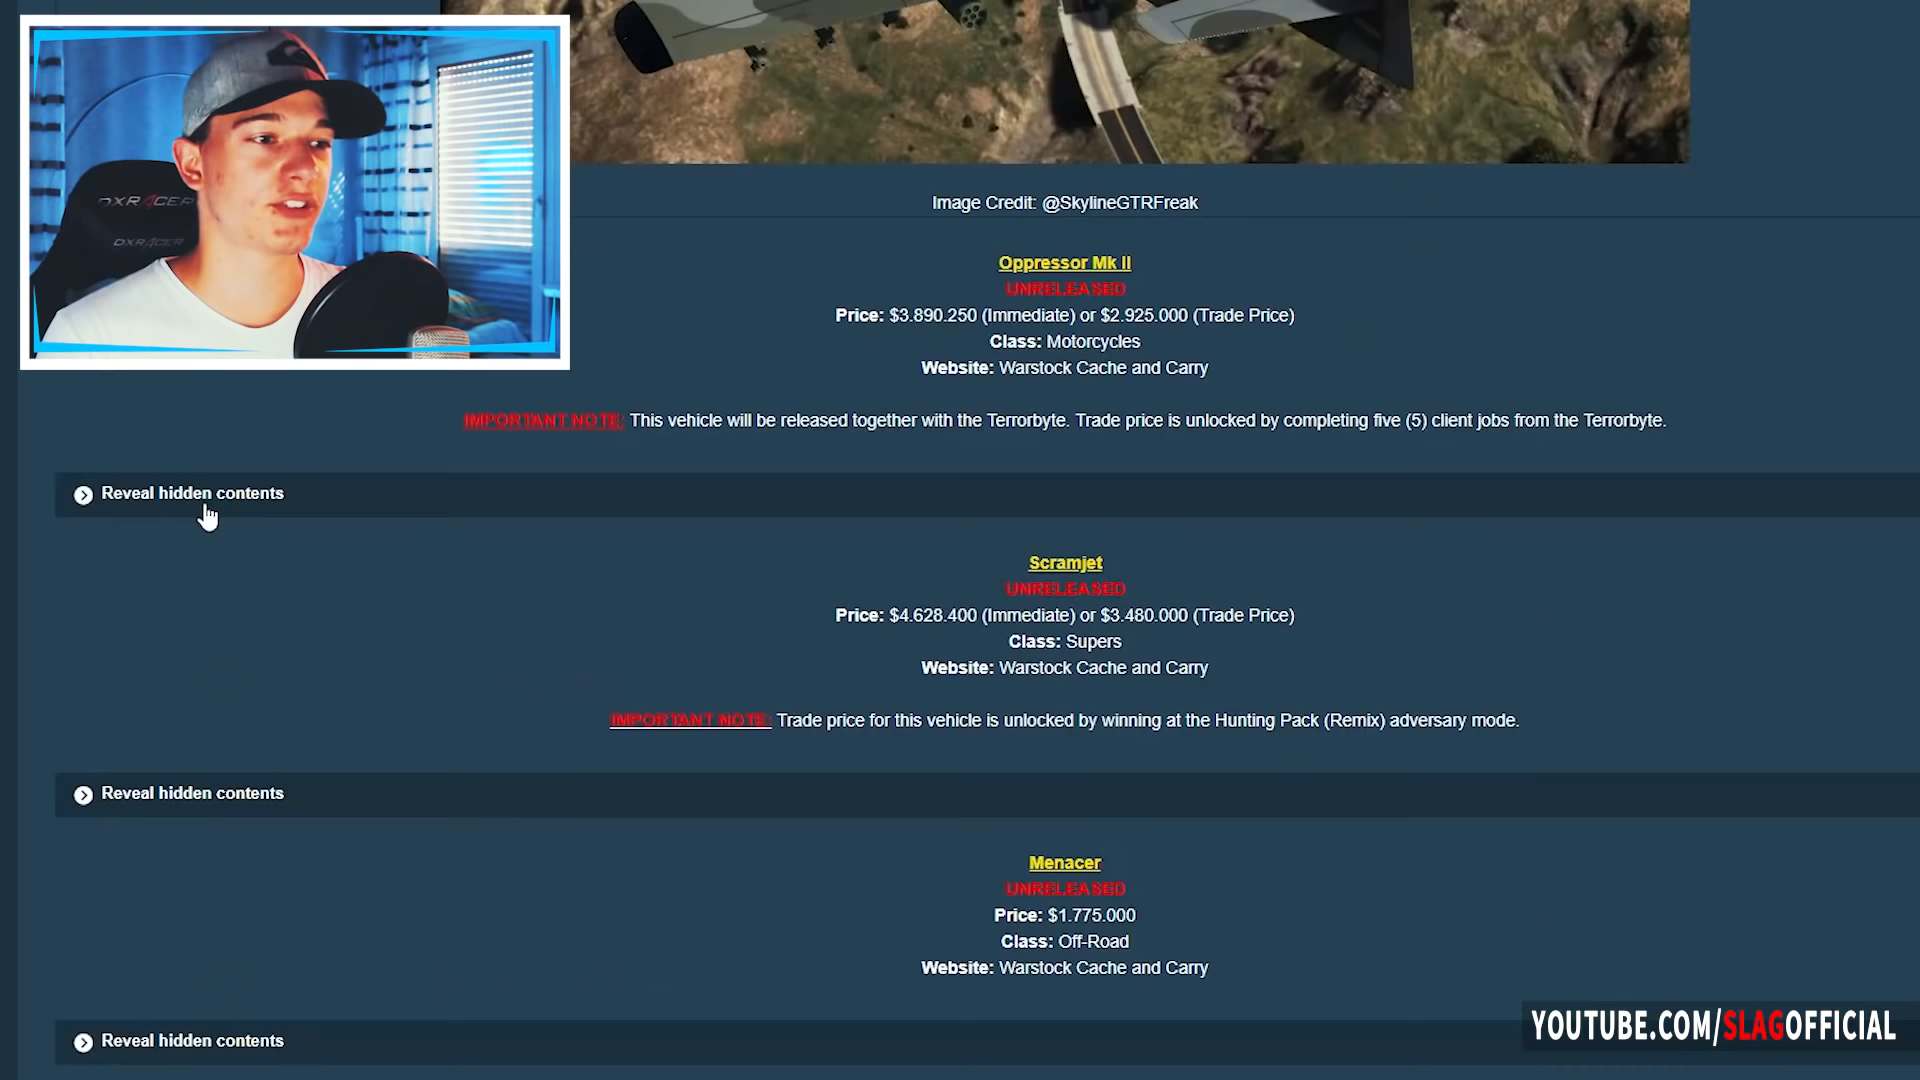 DXRACER
DXRACER
Image Credit: @SkylineGTRFreak
Oppressor Mk II
UNRELEASED
Price: $3.890.250 (Immediate) or $2.925.000 (Trade Price)
Class: Motorcycles
Website: Warstock Cache and Carry
IMPORTANT NOTE: This vehicle will be released together with the Terrorbyte. Trade price is unlocked by completing five (5) client jobs from the Terrorbyte.
Reveal hidden contents
Scramjet
UNRELEASED
Price: $4.628.400 (Immediate) or $3.480.000 (Trade Price)
Class: Supers
Website: Warstock Cache and Carry
IMPORTANT NOTE: Trade price for this vehicle is unlocked by winning at the Hunting Pack (Remix) adversary mode.
Reveal hidden contents
Menacer
UNRELEASED
Price: $1.775.000
Class: Off-Road
Website: Warstock Cache and Carry
Reveal hidden contents
YOUTUBE.COM/SLAGOFFICIAL